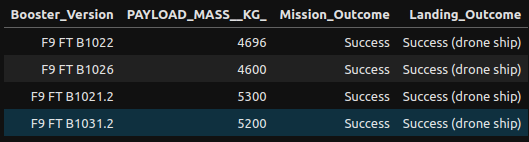 Booster_Version PAYLOAD_MASS__KG_ Mission_Outcome Landing_Outcome
F9 FT B1022 4696 Success Success (drone ship)
F9 FT B1026 4600 Success Success (drone ship)
F9 FT B1021.2 5300 Success Success (drone ship)
F9 FT B1031.2 5200 Success Success (drone ship)